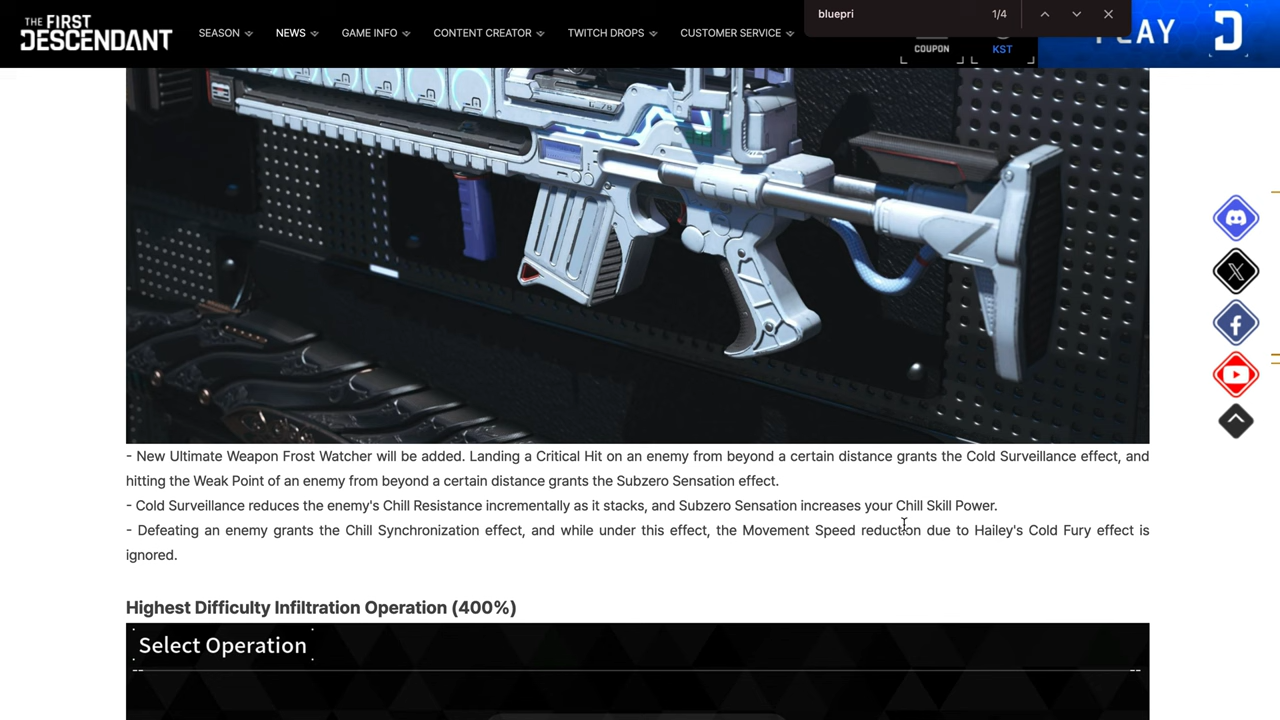 THE FIRST
DESCENDANT
SEASON
NEWS
GAME INFO
CONTENT CREATOR
TWITCH DROPS
CUSTOMER SERVICE
bluepri
1/4
COUPON
KST
- New Ultimate Weapon Frost Watcher will be added. Landing a Critical Hit on an enemy from beyond a certain distance grants the Cold Surveillance effect, and
hitting the Weak Point of an enemy from beyond a certain distance grants the Subzero Sensation effect.
- Cold Surveillance reduces the enemy's Chill Resistance incrementally as it stacks, and Subzero Sensation increases your Chill Skill Power.
- Defeating an enemy grants the Chill Synchronization effect, and while under this effect, the Movement Speed reduction due to Hailey's Cold Fury effect is
ignored.
Highest Difficulty Infiltration Operation (400%)
Select Operation